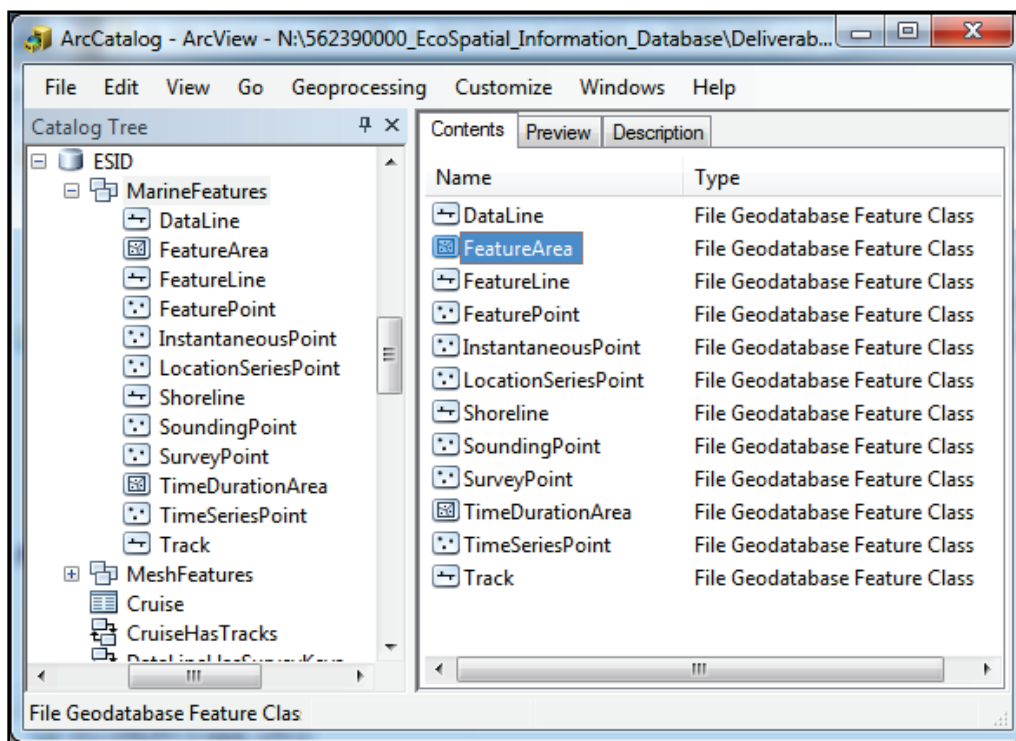 ArcCatalog - ArcView - N:\562390000_EcoSpatial_Information_Database\Deliverab...
File Edit View Go Geoprocessing Customize Windows Help
Catalog Tree
ESID
MarineFeatures
DataLine
FeatureArea
FeatureLine
FeaturePoint
InstantaneousPoint
LocationSeriesPoint
Shoreline
SoundingPoint
SurveyPoint
TimeDurationArea
TimeSeriesPoint
Track
MeshFeatures
Cruise
CruiseHasTracks
Contents Preview Description
Name Type
DataLine File Geodatabase Feature Class
FeatureArea File Geodatabase Feature Class
FeatureLine File Geodatabase Feature Class
FeaturePoint File Geodatabase Feature Class
InstantaneousPoint File Geodatabase Feature Class
LocationSeriesPoint File Geodatabase Feature Class
Shoreline File Geodatabase Feature Class
SoundingPoint File Geodatabase Feature Class
SurveyPoint File Geodatabase Feature Class
TimeDurationArea File Geodatabase Feature Class
TimeSeriesPoint File Geodatabase Feature Class
Track File Geodatabase Feature Class
File Geodatabase Feature Clas